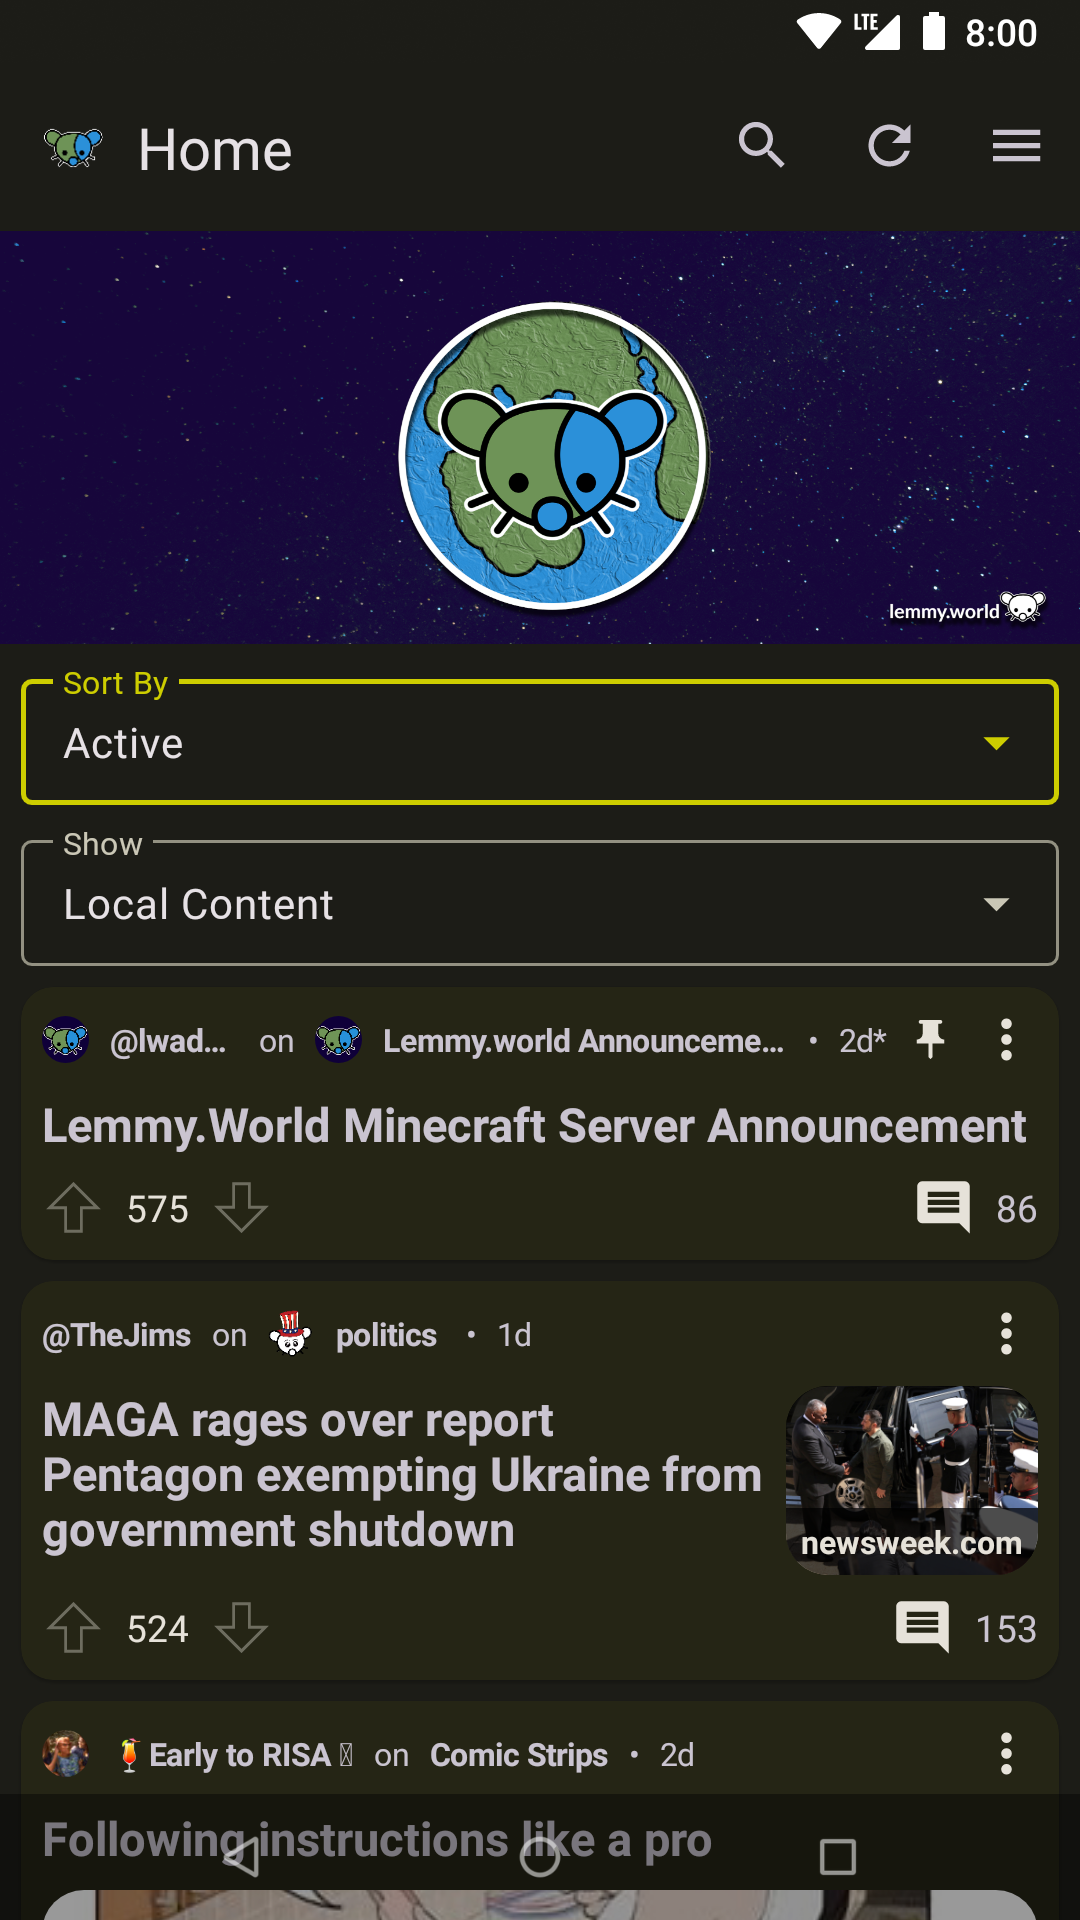 LTE 8:00
Home
lemmy.world
Sort By
Active
Show
Local Content
@lwad... on Lemmy.world Announceme... • 2d*
Lemmy.World Minecraft Server Announcement
575 86
@TheJims on politics • 1d
MAGA rages over report
Pentagon exempting Ukraine from
government shutdown
newsweek.com
524 153
🍹Early to RISA on Comic Strips • 2d
Following instructions like a pro